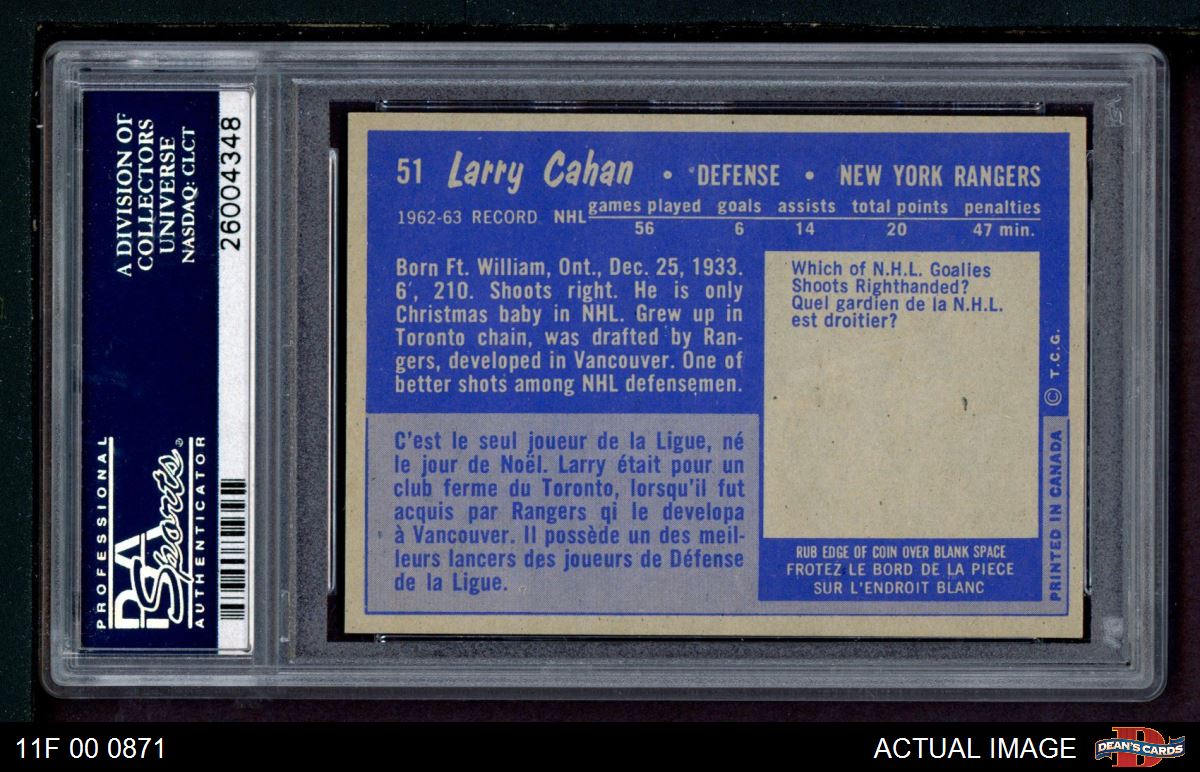 A DIVISION OF
COLLECTORS
UNIVERSE
NASDAQ: CLCT
26004348
PROFESSIONAL
PSA
Sports
AUTHENTICATOR
51 Larry Cahan • DEFENSE • NEW YORK RANGERS
1962-63 RECORD NHL games played goals assists total points penalties
56 6 14 20 47 min.
Born Ft. William, Ont., Dec. 25, 1933.
6', 210. Shoots right. He is only
Christmas baby in NHL. Grew up in
Toronto chain, was drafted by Ran-
gers, developed in Vancouver. One of
better shots among NHL defensemen.
C'est le seul joueur de la Ligue, né
le jour de Noël. Larry était pour un
club ferme du Toronto, lorsqu'il fut
acquis par Rangers qi le developa
à Vancouver. Il possède un des meil-
leurs lancers des joueurs de Défense
de la Ligue.
Which of N.H.L. Goalies
Shoots Righthanded?
Quel gardien de la N.H.L.
est droitier?
RUB EDGE OF COIN OVER BLANK SPACE
FROTEZ LE BORD DE LA PIECE
SUR L'ENDROIT BLANC
PRINTED IN CANADA
© T.C.G.
11F 00 0871
ACTUAL IMAGE
DEAN'S CARDS